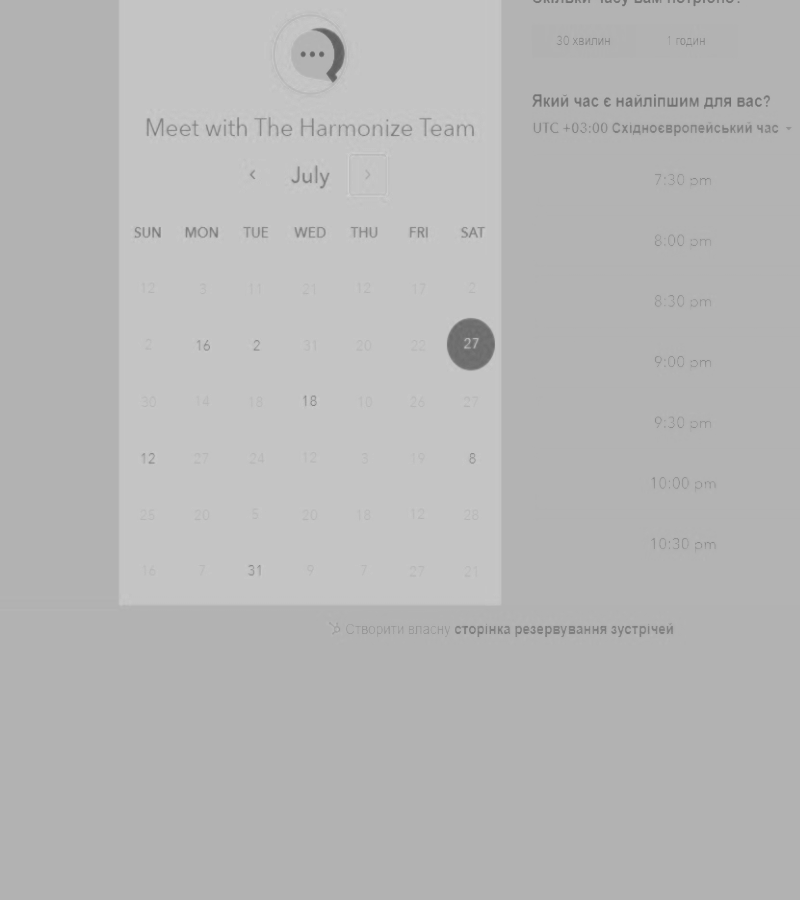 Meet with The Harmonize Team
July
SUN MON TUE WED THU FRI SAT
12 3 11 21 12 17 2
2 16 2 31 20 22 27
30 14 18 18 10 26 27
12 27 24 12 3 19 8
20 5 20 18 12 28
16 7 31 9 7 27 21
Скільки часу вам потрібно?
30 хвилин 1 годин
Який час є найліпшим для вас?
UTC +03:00 Східноєвропейський час
7:30 pm
8:00 pm
8:30 pm
9:00 pm
9:30 pm
10:00 pm
10:30 pm
Створити власну сторінка резервування зустрічей